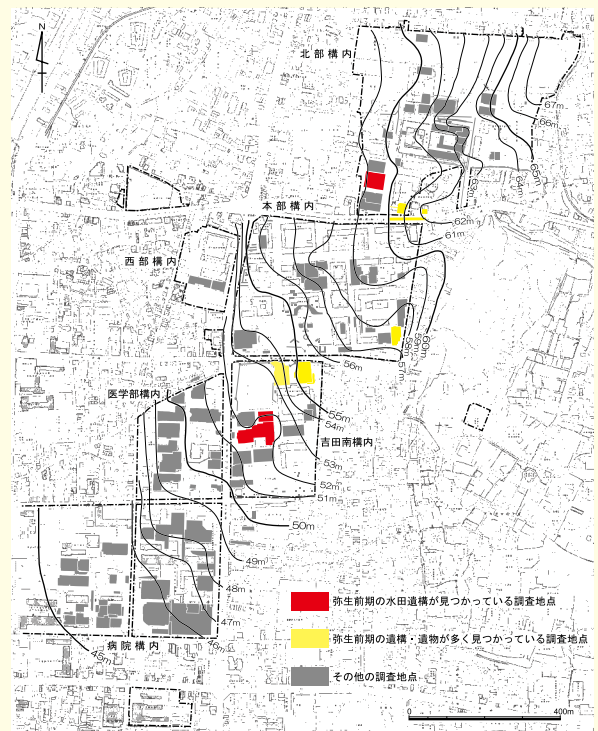 N
北部構内
67m
66m
65m
64m
63m
62m
61m
本部構内
西部構内
60m
59m
58m
57m
56m
医学部構内
55m
54m
吉田南構内
53m
52m
51m
50m
49m
48m
47m
46m
病院構内
弥生前期の水田遺構が見つかっている調査地点
弥生前期の遺構・遺物が多く見つかっている調査地点
その他の調査地点
0 400m